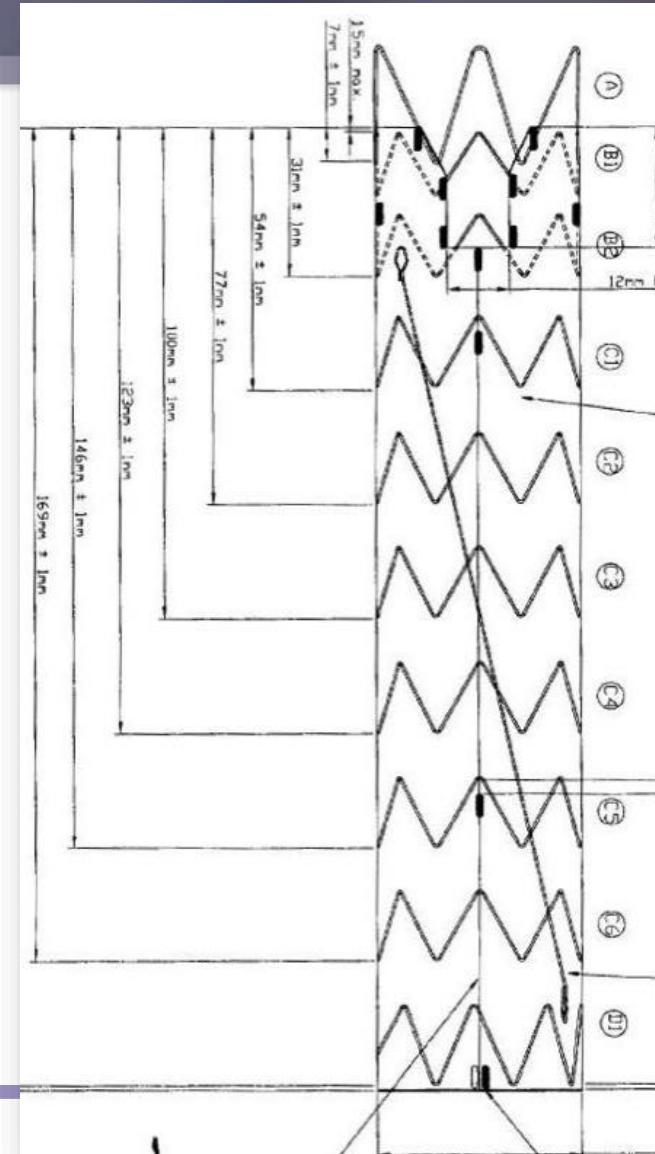 15mm max.
7mm ± 1mm
31mm ± 1mm
54mm ± 1mm
77mm ± 1mm
100mm ± 1mm
123mm ± 1mm
146mm ± 1mm
169mm ± 1mm
A
B1
B2
12mm
C1
C2
C3
C4
C5
C6
D1